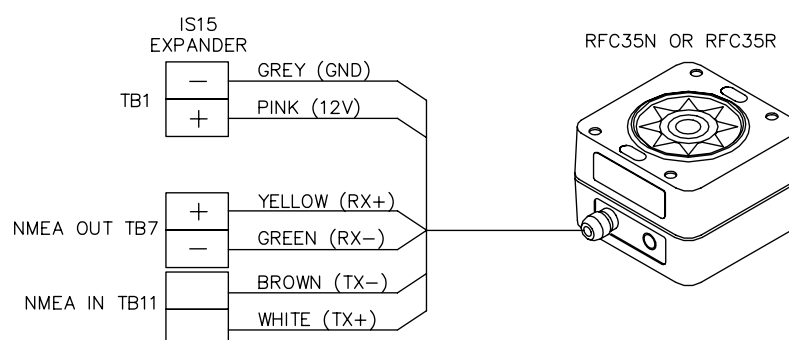 IS15
EXPANDER
RFC35N OR RFC35R
TB1
−
GREY (GND)
+
PINK (12V)
NMEA OUT TB7
+
YELLOW (RX+)
−
GREEN (RX−)
NMEA IN TB11
BROWN (TX−)
WHITE (TX+)